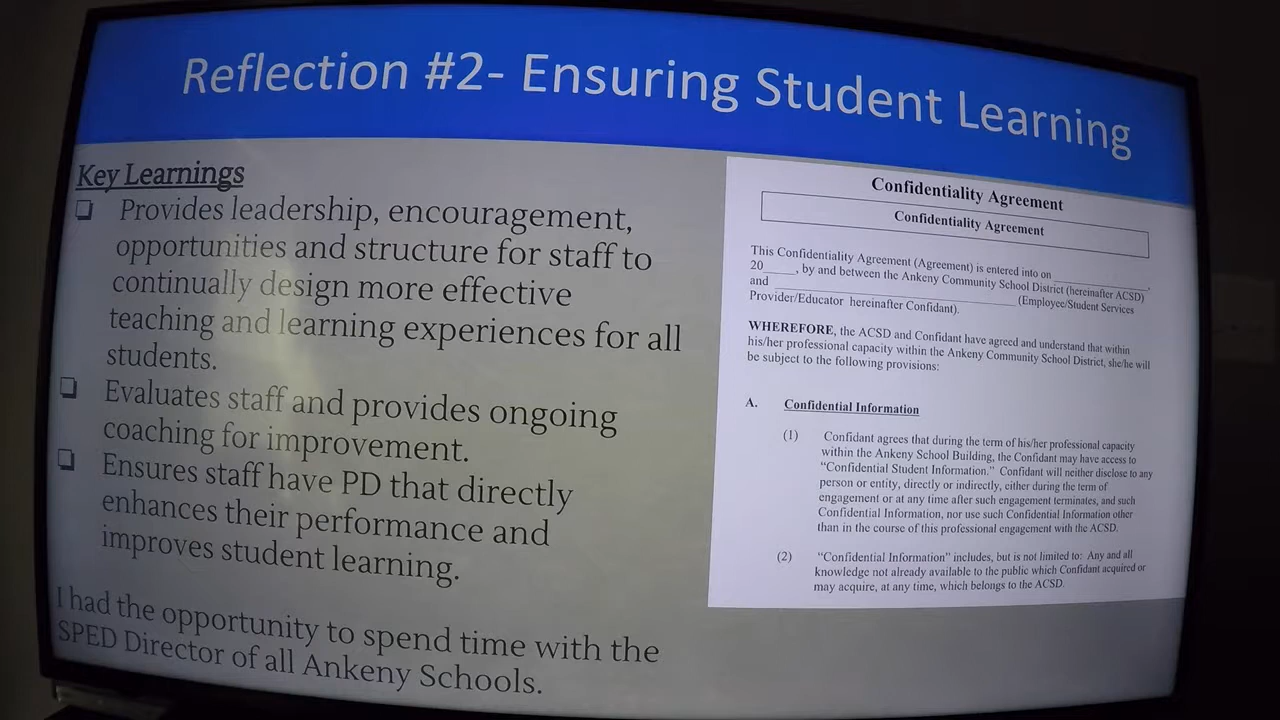 Reflection #2- Ensuring Student Learning
Key Learnings
❑ Provides leadership, encouragement,
opportunities and structure for staff to
continually design more effective
teaching and learning experiences for all
students.
❑ Evaluates staff and provides ongoing
coaching for improvement.
❑ Ensures staff have PD that directly
enhances their performance and
improves student learning.
I had the opportunity to spend time with the
SPED Director of all Ankeny Schools.
Confidentiality Agreement
Confidentiality Agreement
This Confidentiality Agreement (Agreement) is entered into on ____________,
20_____, by and between the Ankeny Community School District (hereinafter ACSD)
and ______________________________ (Employee/Student Services
Provider/Educator hereinafter Confidant).
WHEREFORE, the ACSD and Confidant have agreed and understand that within
his/her professional capacity within the Ankeny Community School District, she/he will
be subject to the following provisions:
A. Confidential Information
(1) Confidant agrees that during the term of his/her professional capacity
within the Ankeny School Building, the Confidant may have access to
"Confidential Student Information." Confidant will neither disclose to any
person or entity, directly or indirectly, either during the term of
engagement or at any time after such engagement terminates, and such
Confidential Information, nor use such Confidential Information other
than in the course of this professional engagement with the ACSD.
(2) "Confidential Information" includes, but is not limited to: Any and all
knowledge not already available to the public which Confidant acquired or
may acquire, at any time, which belongs to the ACSD.